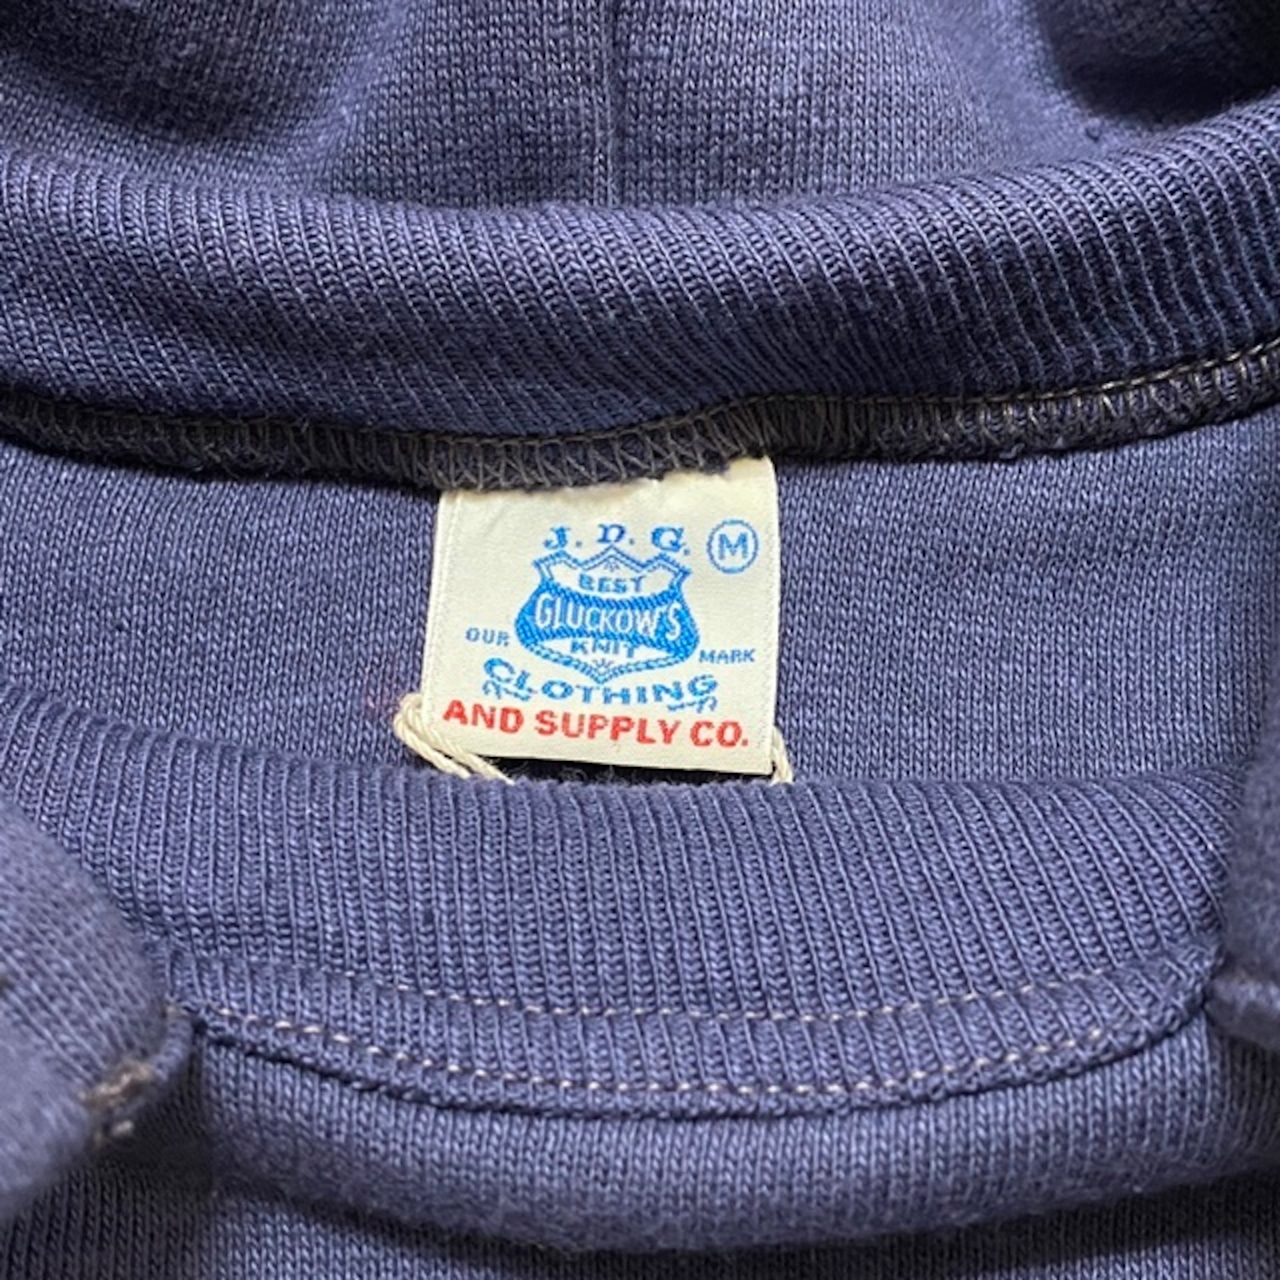 J. D. G. M
BEST
GLUCKOW'S
OUR KNIT MARK
CLOTHING
AND SUPPLY CO.